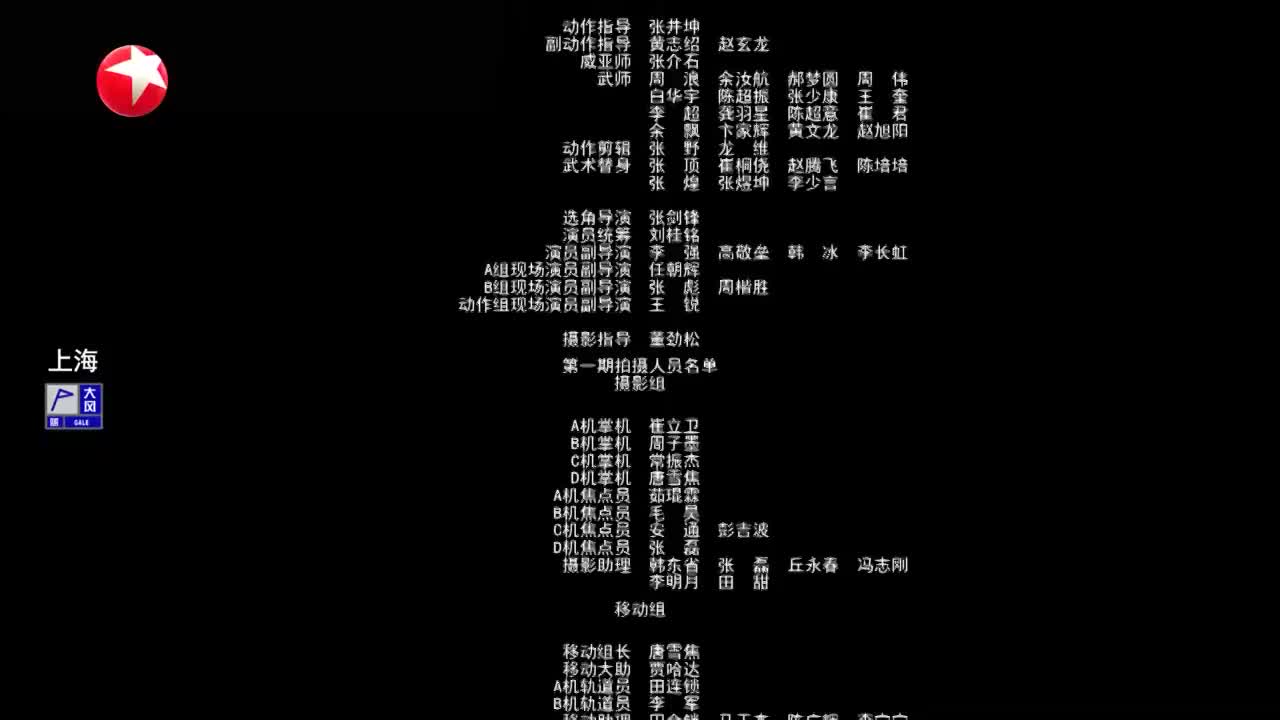 动作指导 张井坤
副动作指导 黄志绍 赵玄龙
威亚师 张介石
武师 周 浪 余汝航 郝梦圆 周 伟
白华宇 陈超振 张少康 王 奎
李 超 龚羽星 陈超意 崔 君
余 飘 卞家辉 黄文龙 赵旭阳
动作剪辑 张 野 龙 维
武术替身 张 顶 崔桐侥 赵腾飞 陈培培
张 煌 张煜坤 李少言
选角导演 张剑锋
演员统筹 刘桂铭
演员副导演 李 强 高敬垒 韩 冰 李长虹
A组现场演员副导演 任朝辉
B组现场演员副导演 张 彪 周楷胜
动作组现场演员副导演 王 锐
摄影指导 董劲松
上海
第一期拍摄人员名单
摄影组
大风
GALE
A机掌机 崔立卫
B机掌机 周子墨
C机掌机 常振杰
D机掌机 唐雪焦
A机焦点员 茹琨霖
B机焦点员 毛 昊
C机焦点员 安 通 彭吉波
D机焦点员 张 磊
摄影助理 韩东省 张 磊 丘永春 冯志刚
李明月 田 甜
移动组
移动组长 唐雪焦
移动大助 贾哈达
A机轨道员 田连锁
B机轨道员 李 军
移动助理